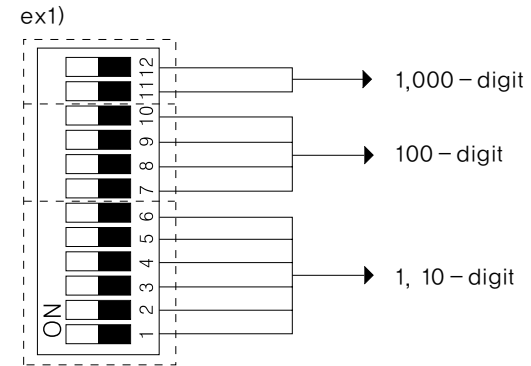 ex1)
12
11
10
9
8
7
6
5
4
3
2
1
ON
1,000 – digit
100 – digit
1, 10 – digit